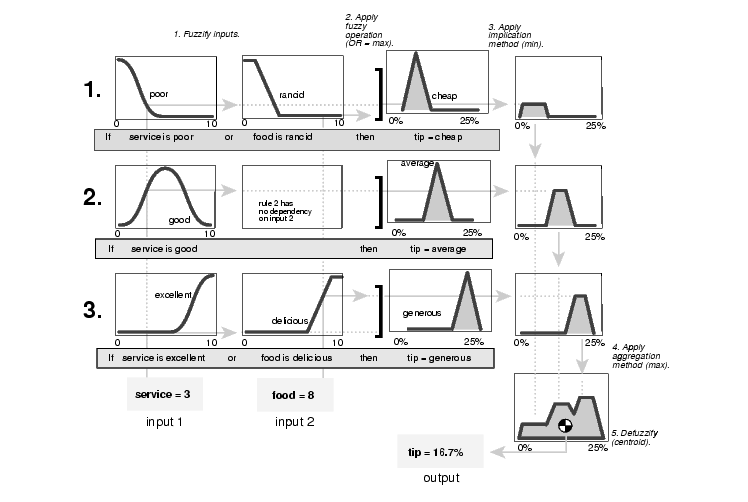 1. Fuzzify inputs.
2. Apply
fuzzy
operation
(OR = max).
3. Apply
implication
method (min).
1.
poor
rancid
cheap
0 10 0 10 0% 25% 0% 25%
If service is poor or food is rancid then tip = cheap
2.
good
rule 2 has
no dependency
on input 2
average
0 10 0% 25% 0% 25%
If service is good then tip = average
3.
excellent
delicious
generous
0 10 0 10 0% 25% 0% 25%
If service is excellent or food is delicious then tip = generous
4. Apply
aggregation
method (max).
service = 3
input 1
food = 8
input 2
5. Defuzzify
(centroid).
0% 25%
tip = 16.7%
output